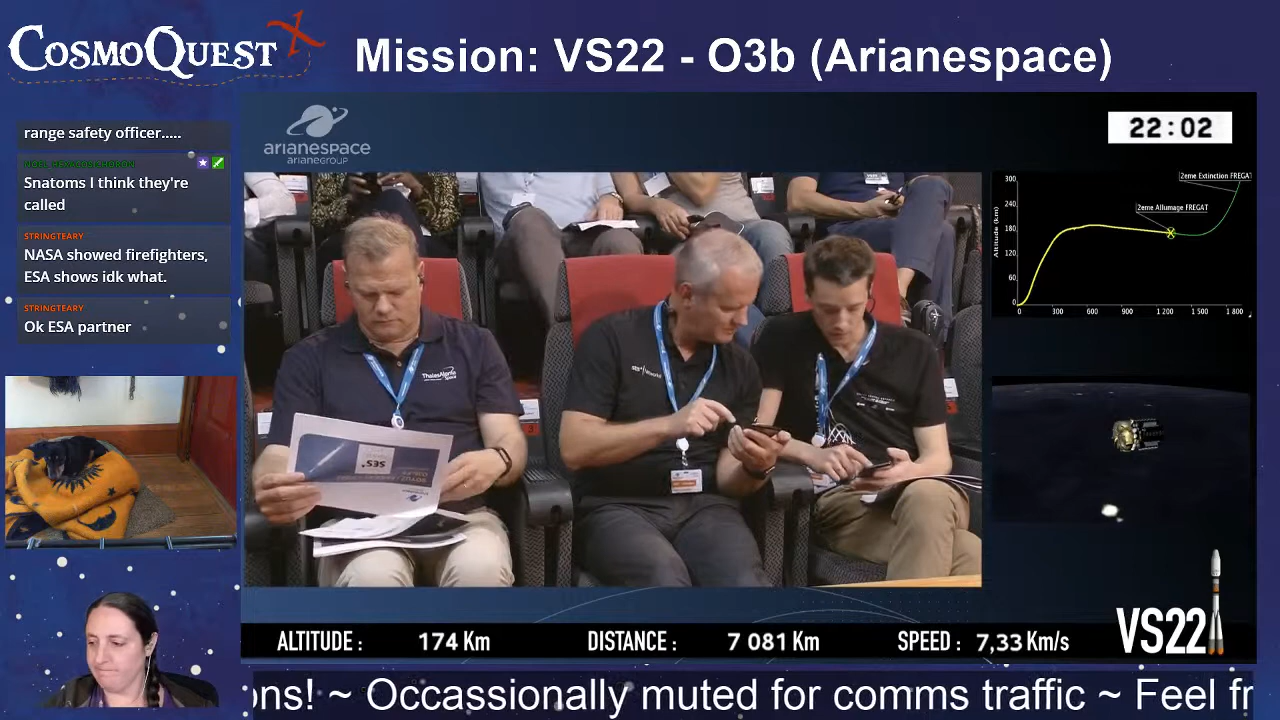 COSMOQUEST X
Mission: VS22 - O3b (Arianespace)
range safety officer.....
Snatoms I think they're
called
STRINGTEARY
NASA showed firefighters,
ESA shows idk what.
STRINGTEARY
Ok ESA partner
arianespace
arianegroup
22:02
2eme Extinction FREGAT
2eme Allumage FREGAT
Altitude (km)
300
240
180
120
60
0
0 300 600 900 1 200 1 500 1 800
ThalesAlenia
Space
SES
VS22
ALTITUDE : 174 Km DISTANCE : 7 081 Km SPEED : 7,33 Km/s
ons! ~ Occassionally muted for comms traffic ~ Feel fr